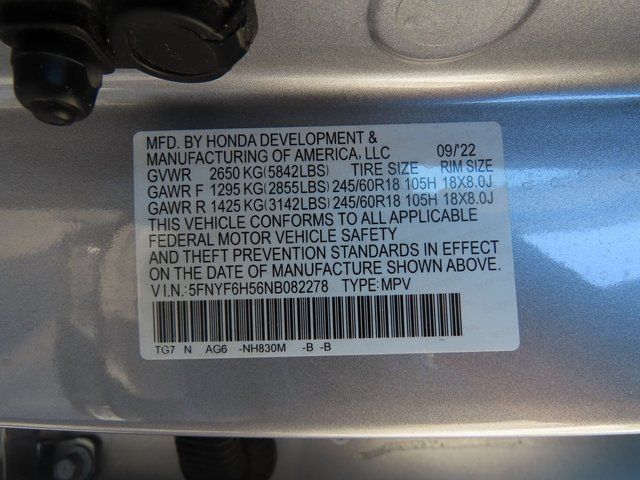 MFD. BY HONDA DEVELOPMENT &
MANUFACTURING OF AMERICA, LLC 09/'22
GVWR 2650 KG(5842LBS) TIRE SIZE RIM SIZE
GAWR F 1295 KG(2855LBS) 245/60R18 105H 18X8.0J
GAWR R 1425 KG(3142LBS) 245/60R18 105H 18X8.0J
THIS VEHICLE CONFORMS TO ALL APPLICABLE
FEDERAL MOTOR VEHICLE SAFETY
AND THEFT PREVENTION STANDARDS IN EFFECT
ON THE DATE OF MANUFACTURE SHOWN ABOVE.
V.I.N.: 5FNYF6H56NB082278 TYPE: MPV
TG7 N AG6 -NH830M -B -B